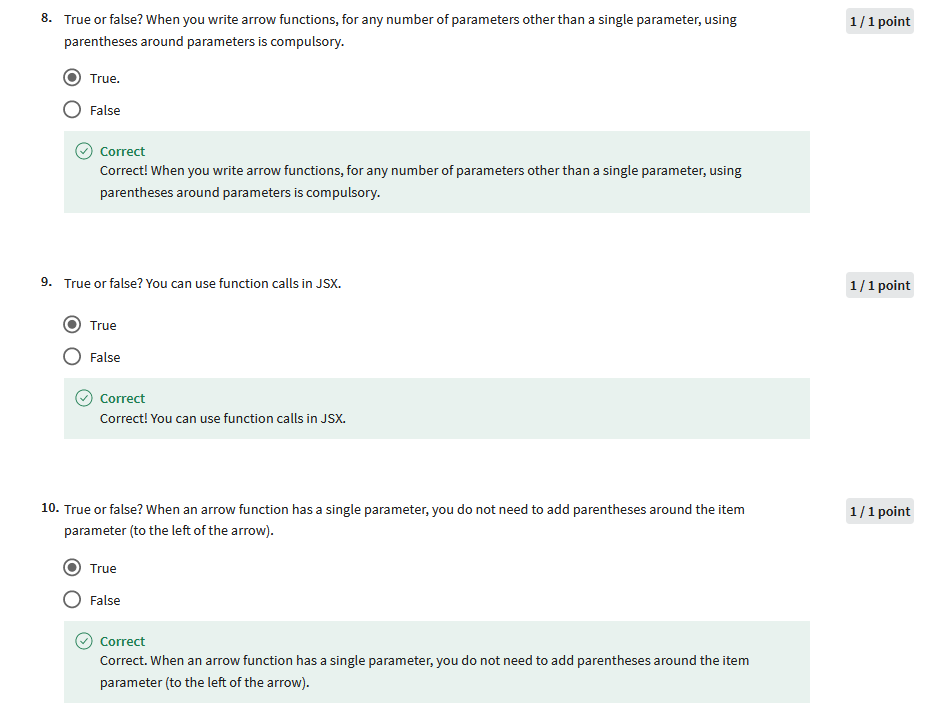 8. True or false? When you write arrow functions, for any number of parameters other than a single parameter, using
parentheses around parameters is compulsory.
1 / 1 point
True.
False
Correct
Correct! When you write arrow functions, for any number of parameters other than a single parameter, using
parentheses around parameters is compulsory.
9. True or false? You can use function calls in JSX.
1 / 1 point
True
False
Correct
Correct! You can use function calls in JSX.
10. True or false? When an arrow function has a single parameter, you do not need to add parentheses around the item
parameter (to the left of the arrow).
1 / 1 point
True
False
Correct
Correct. When an arrow function has a single parameter, you do not need to add parentheses around the item
parameter (to the left of the arrow).